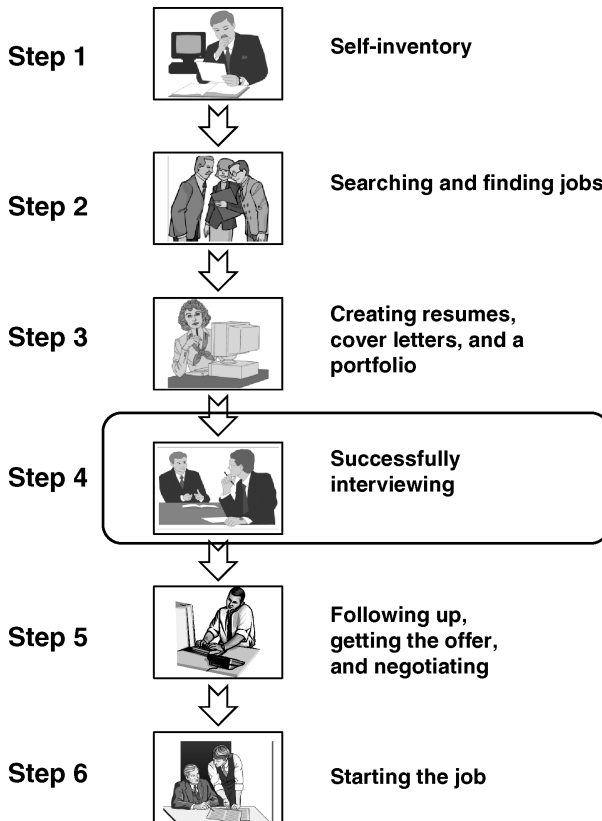 Step 1
Self-inventory
Step 2
Searching and finding jobs
Step 3
Creating resumes,
cover letters, and a
portfolio
Step 4
Successfully
interviewing
Step 5
Following up,
getting the offer,
and negotiating
Step 6
Starting the job